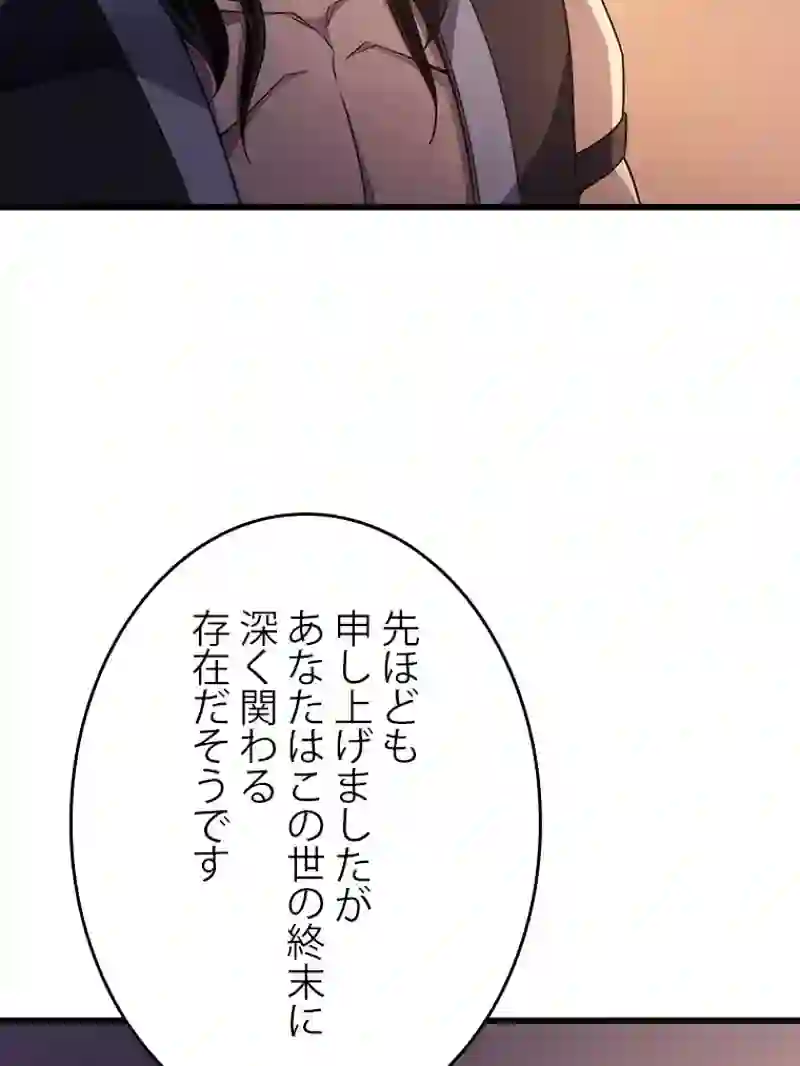 先ほども
申し上げましたが
あなたはこの世の終末に
深く関わる
存在だそうです